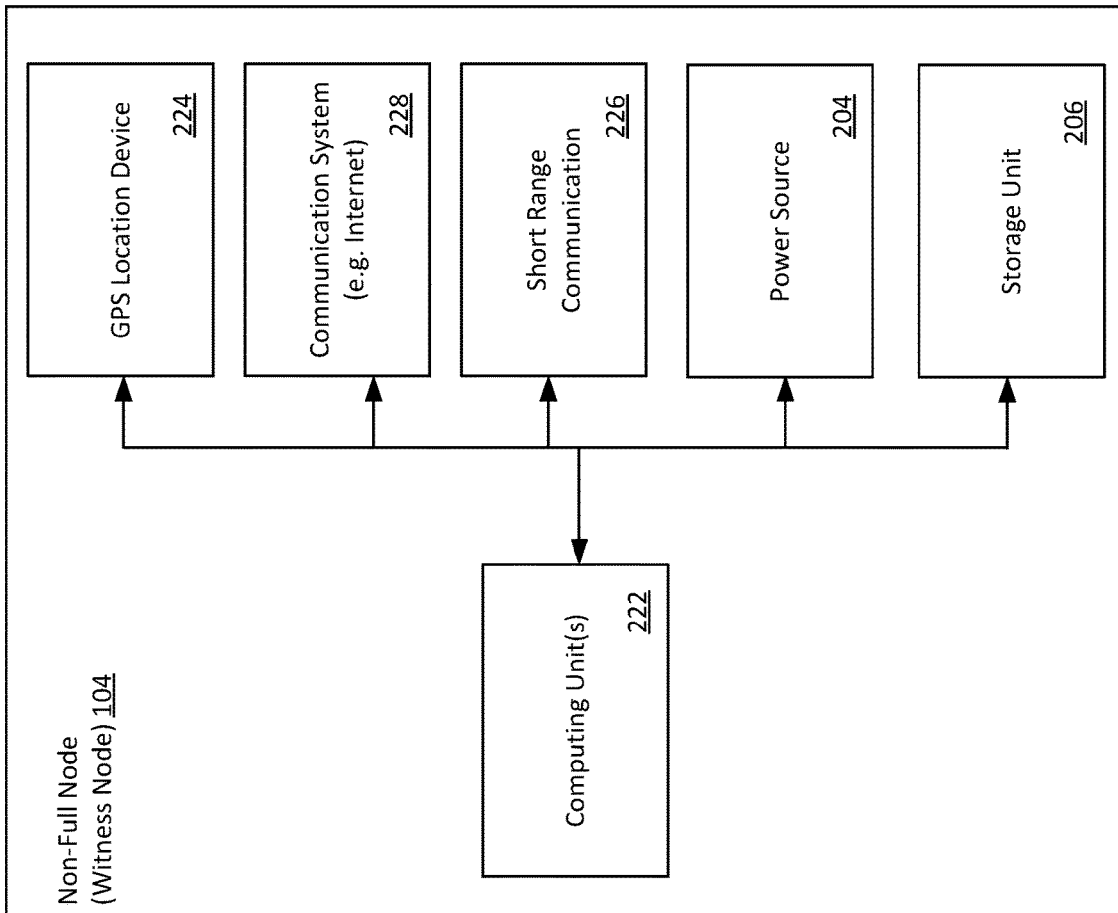 Non-Full Node
(Witness Node) 104
Computing Unit(s)
222
GPS Location Device
224
Communication System
(e.g. Internet)
228
Short Range
Communication
226
Power Source
204
Storage Unit
206